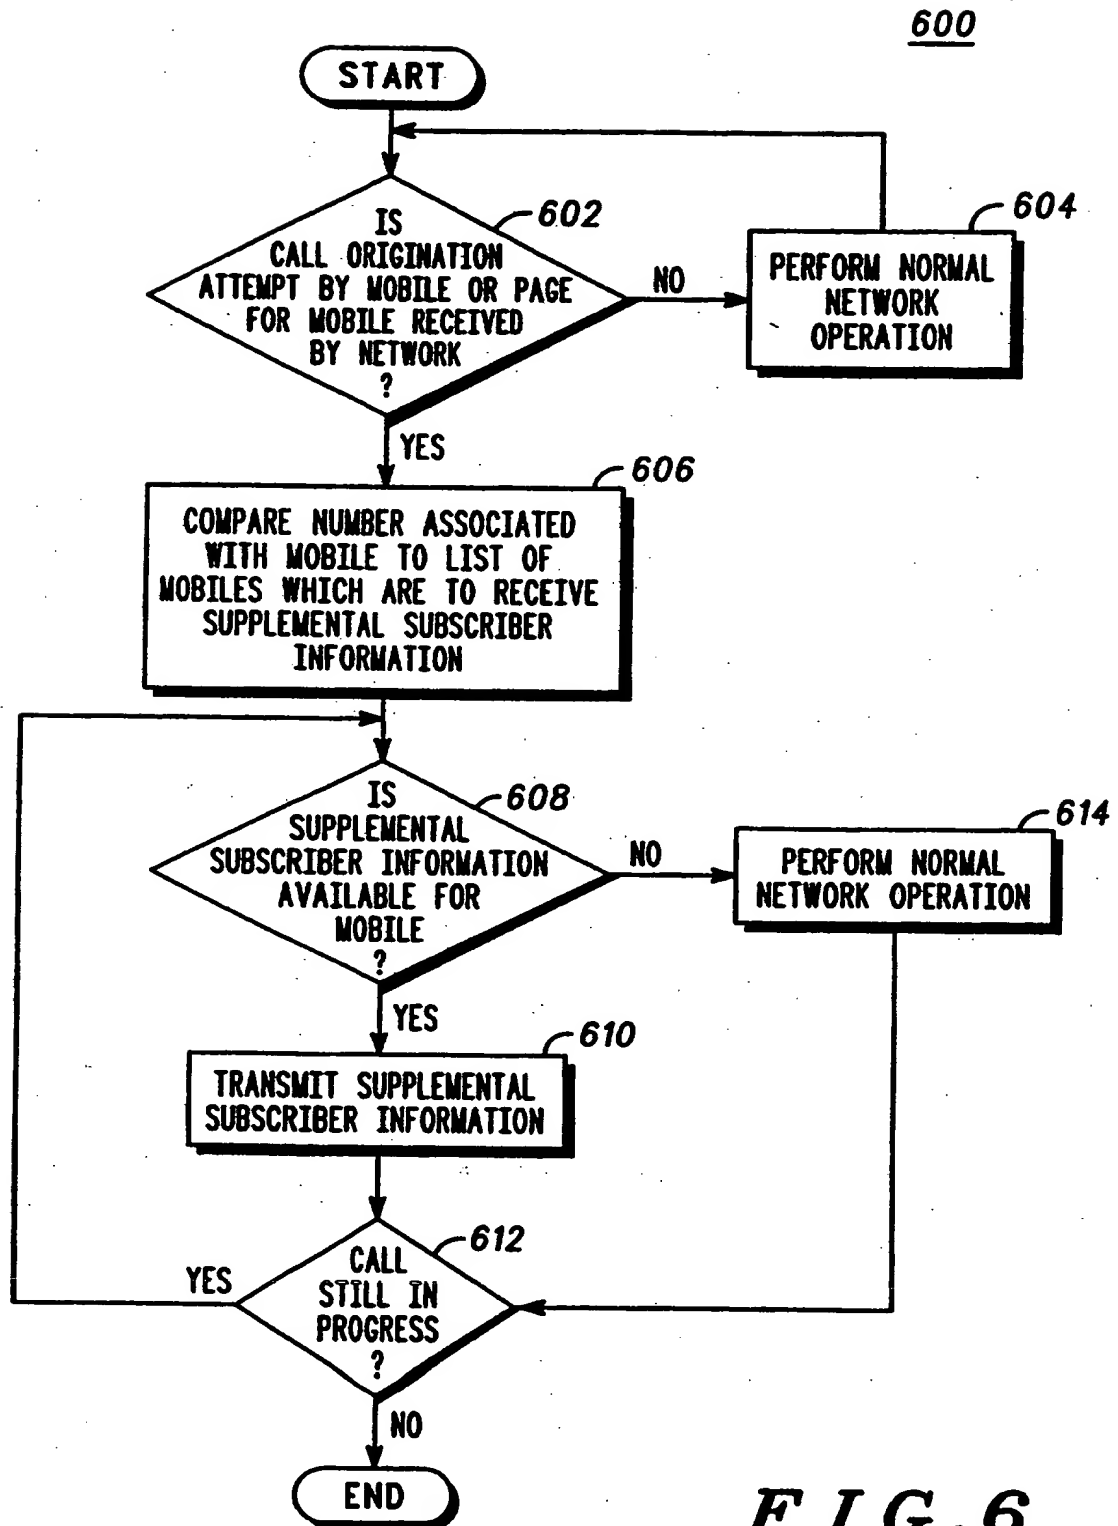 600
START
602
IS
CALL ORIGINATION
ATTEMPT BY MOBILE OR PAGE
FOR MOBILE RECEIVED
BY NETWORK
?
NO
604
PERFORM NORMAL
NETWORK
OPERATION
YES
606
COMPARE NUMBER ASSOCIATED
WITH MOBILE TO LIST OF
MOBILES WHICH ARE TO RECEIVE
SUPPLEMENTAL SUBSCRIBER
INFORMATION
608
IS
SUPPLEMENTAL
SUBSCRIBER INFORMATION
AVAILABLE FOR
MOBILE
?
NO
614
PERFORM NORMAL
NETWORK OPERATION
YES
610
TRANSMIT SUPPLEMENTAL
SUBSCRIBER INFORMATION
612
CALL
STILL IN
PROGRESS
?
YES
NO
END
FIG.6